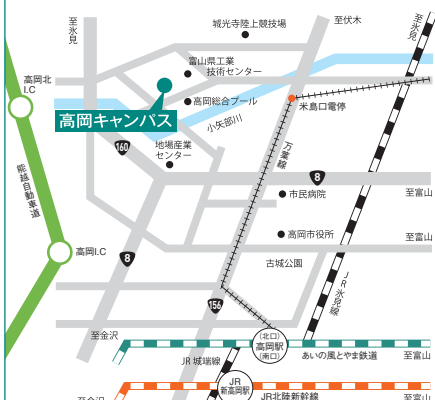 至氷見
城光寺陸上競技場
至伏木
至氷見
富山県工業
技術センター
高岡北
I.C
高岡総合プール
米島口電停
高岡キャンパス
小矢部川
160
地場産業
センター
万葉線
8
至富山
能越自動車道
市民病院
高岡市役所
至富山
高岡I.C
8
古城公園
JR氷見線
156
至金沢
(北口)
高岡駅
(南口)
あいの風とやま鉄道
至富山
JR城端線
JR
新高岡駅
JR北陸新幹線
至富山
至金沢